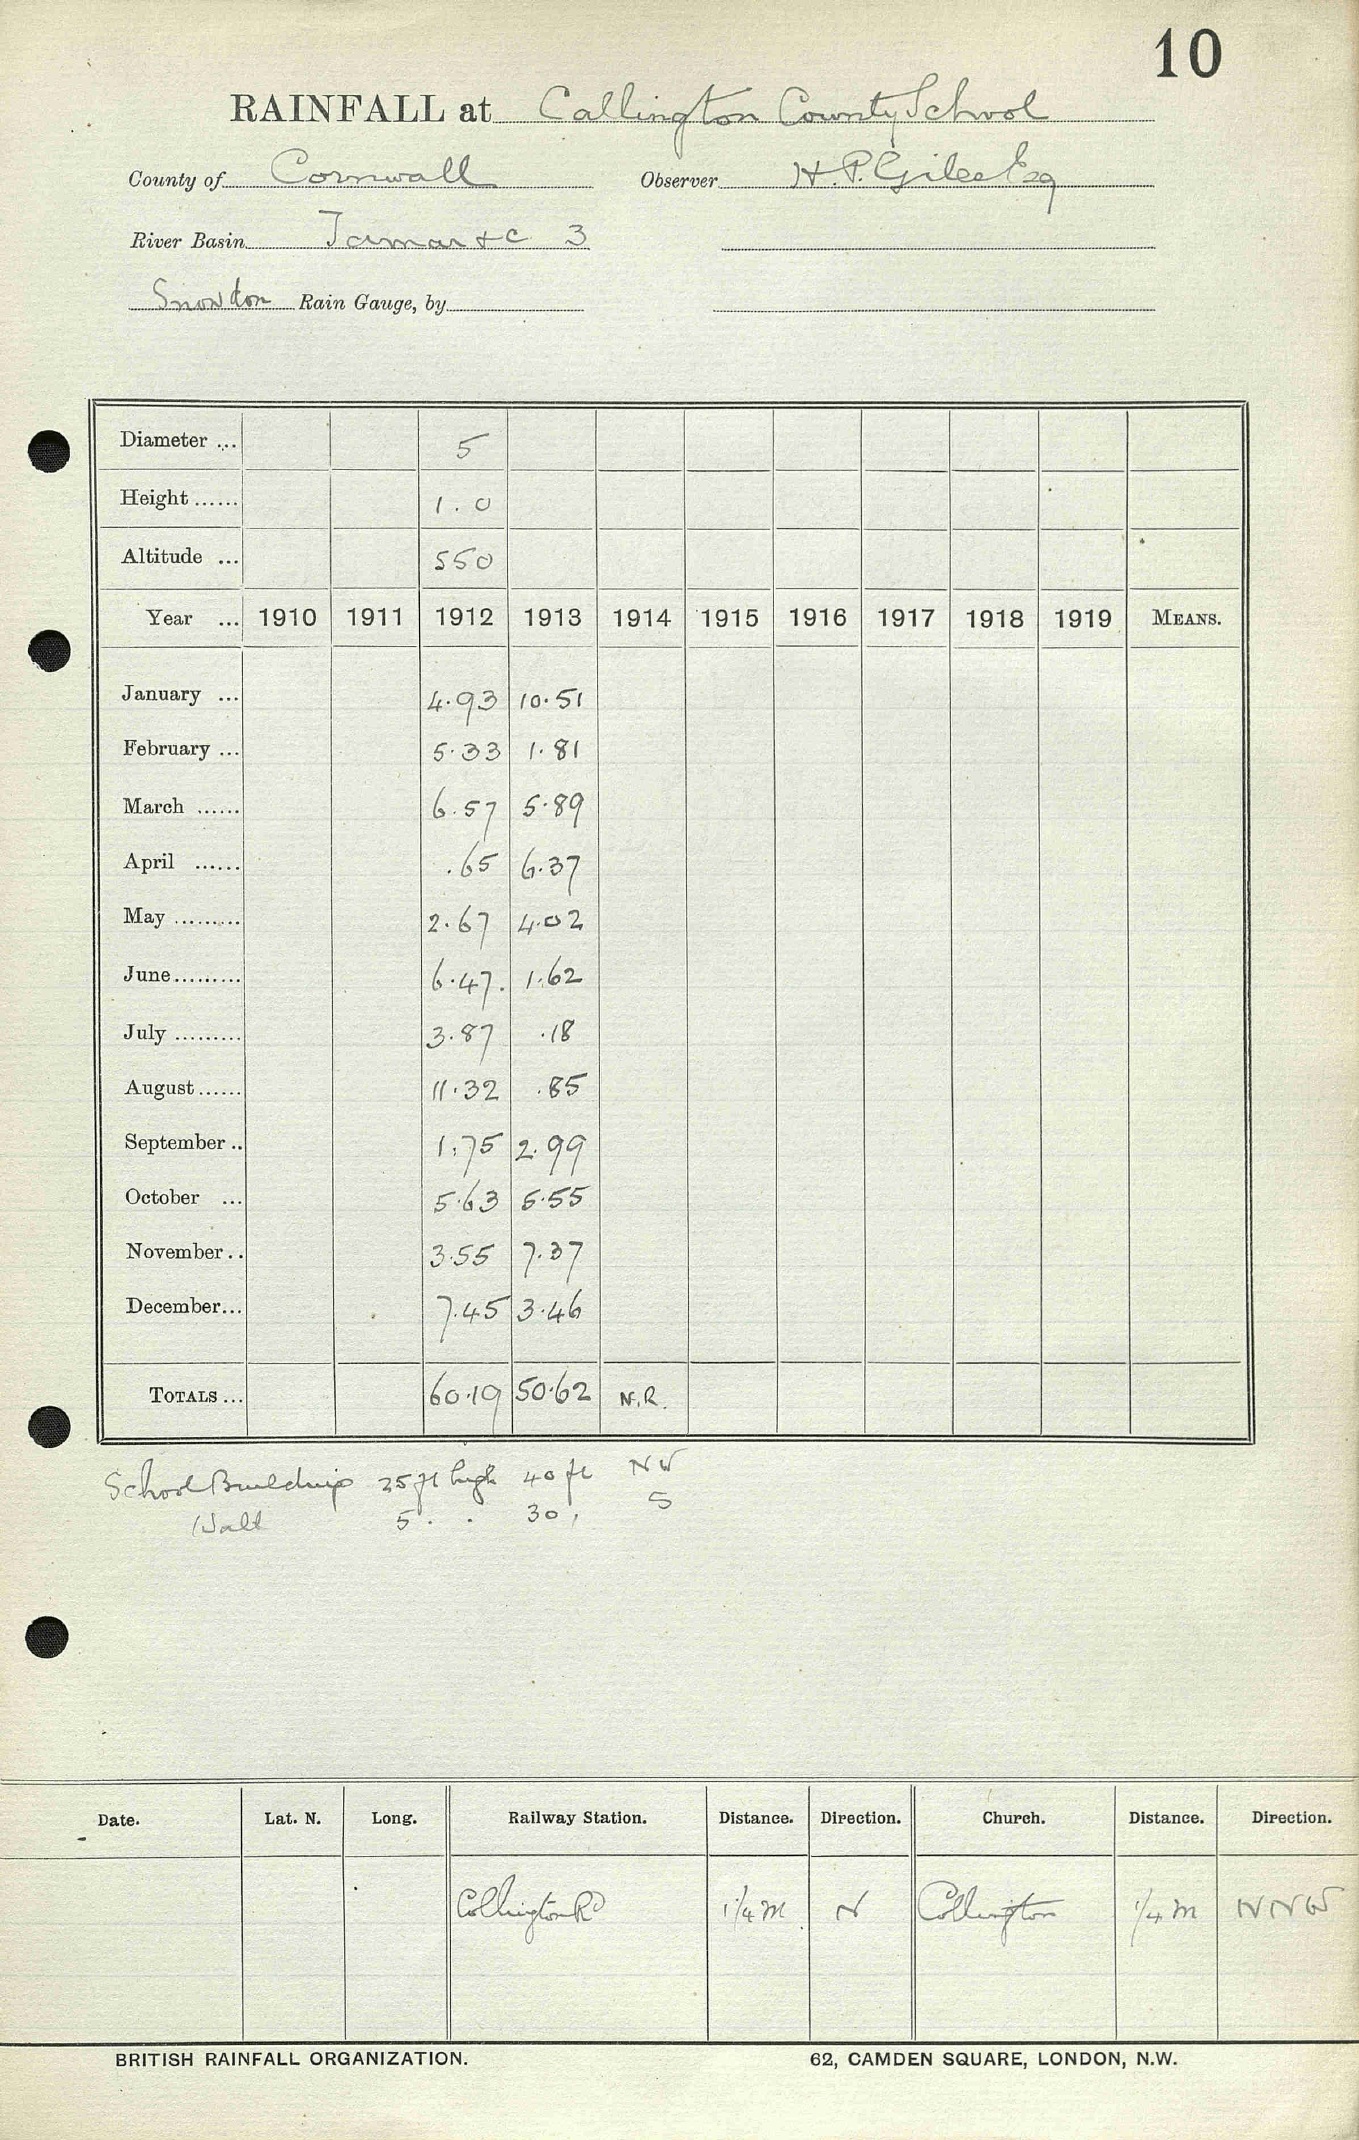 10
RAINFALL at Callington County School
County of Cornwall Observer H. P. Giles Esq
River Basin Tamar &c 3
Snowdon Rain Gauge, by
Diameter ... 5
Height ...... 1.0
Altitude ... 550
Year ... 1910 1911 1912 1913 1914 1915 1916 1917 1918 1919 MEANS.
January ... 4.93 10.51
February ... 5.33 1.81
March ...... 6.57 5.89
April ...... .65 6.37
May ......... 2.67 4.02
June ......... 6.47. 1.62
July ......... 3.87 .18
August ...... 11.32 .85
September .. 1.75 2.99
October ... 5.63 5.55
November .. 3.55 7.37
December ... 7.45 3.46
TOTALS ... 60.19 50.62 N.R.
School Buildings 25 ft high 40 ft NW
Wall 5 . . 30 , S
Date. Lat. N. Long. Railway Station. Distance. Direction. Church. Distance. Direction.
Callington Rd 1/4 m N Callington 1/4 m NNW
BRITISH RAINFALL ORGANIZATION. 62, CAMDEN SQUARE, LONDON, N.W.